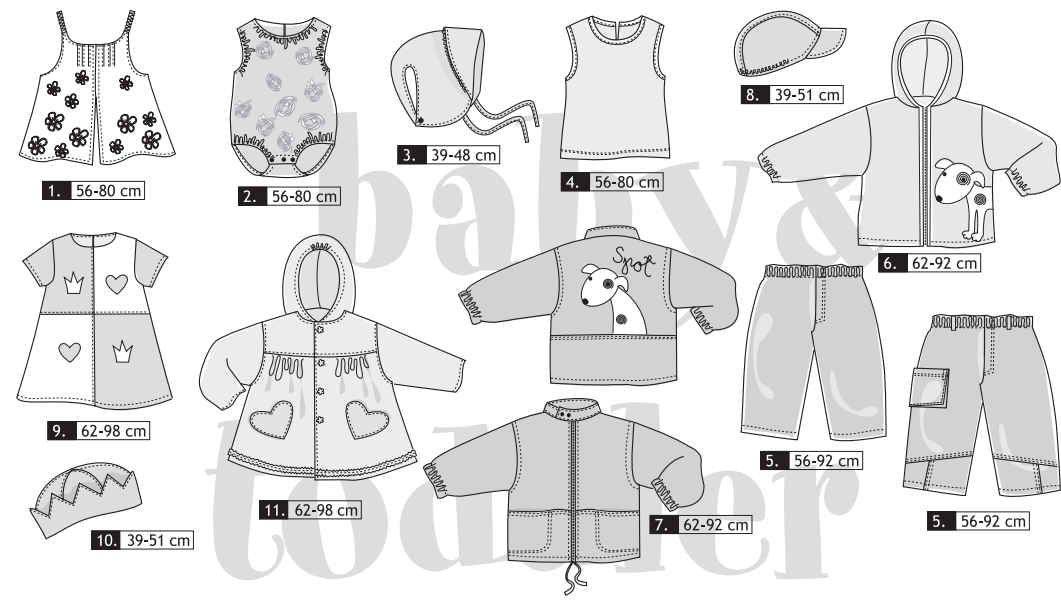 baby &
toddler
1. 56-80 cm
2. 56-80 cm
3. 39-48 cm
4. 56-80 cm
8. 39-51 cm
6. 62-92 cm
Spot
9. 62-98 cm
11. 62-98 cm
5. 56-92 cm
5. 56-92 cm
10. 39-51 cm
7. 62-92 cm